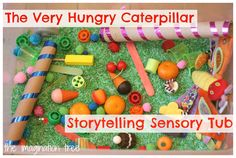 The Very Hungry Caterpillar
Storytelling Sensory Tub
the imagination tree